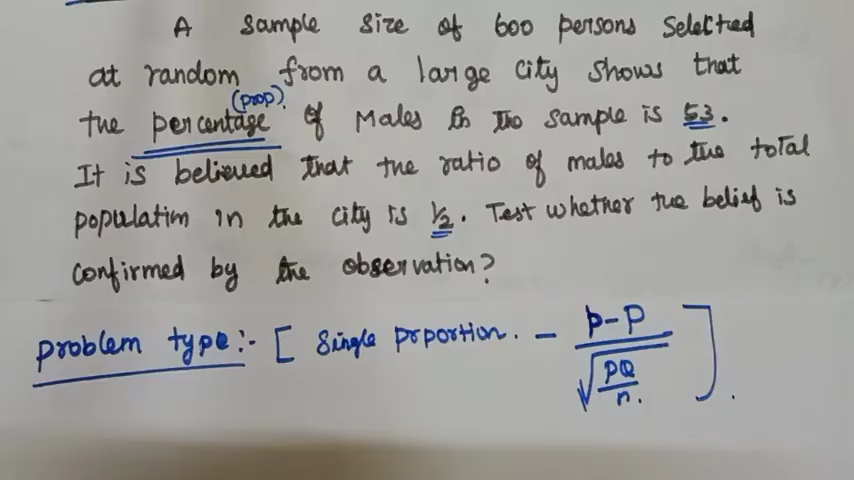 A sample size of 600 persons selected
at random from a large city shows that
(prop).
the percentage of Males in the sample is 53.
It is believed that the ratio of males to the total
population in the city is 1/2. Test whether the belief is
confirmed by the observation?
problem type:- [ single prportion. - p-P / √(PQ/n.) ].